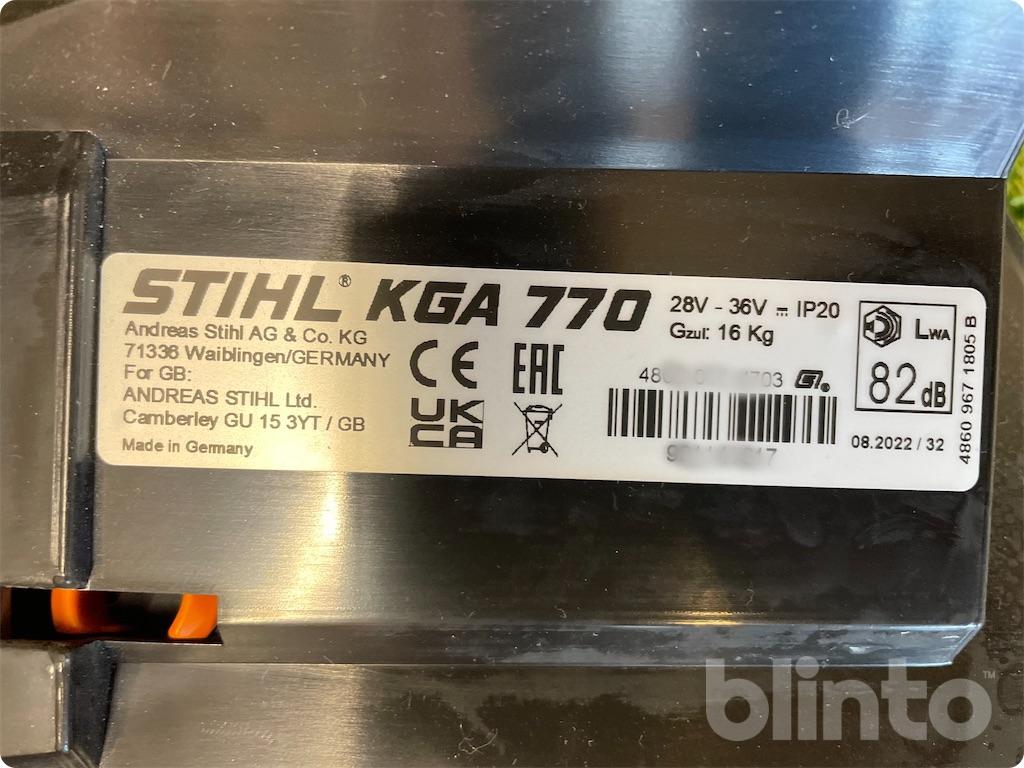 STIHL® KGA 770
Andreas Stihl AG & Co. KG
71336 Waiblingen/GERMANY
For GB:
ANDREAS STIHL Ltd.
Camberley GU 15 3YT / GB
Made in Germany
CE
EAC
UK
CA
28V - 36V ⎓ IP20
Gzul: 16 Kg
LWA
82 dB
08.2022 / 32
4860 967 1805 B
blinto™